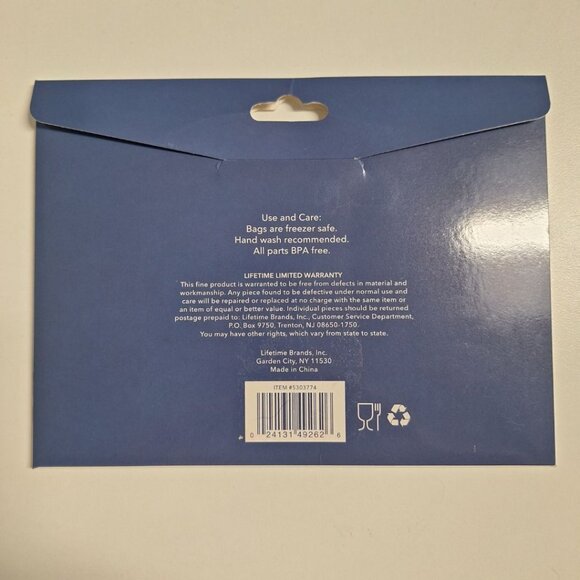 Use and Care:
Bags are freezer safe.
Hand wash recommended.
All parts BPA free.
LIFETIME LIMITED WARRANTY
This fine product is warranted to be free from defects in material and
workmanship. Any piece found to be defective under normal use and
care will be repaired or replaced at no charge with the same item or
an item of equal or better value. Individual pieces should be returned
postage prepaid to: Lifetime Brands, Inc., Customer Service Department,
P.O. Box 9750, Trenton, NJ 08650-1750.
You may have other rights, which vary from state to state.
Lifetime Brands, Inc.
Garden City, NY 11530
Made in China
ITEM #5303774
0 24131 49262 6